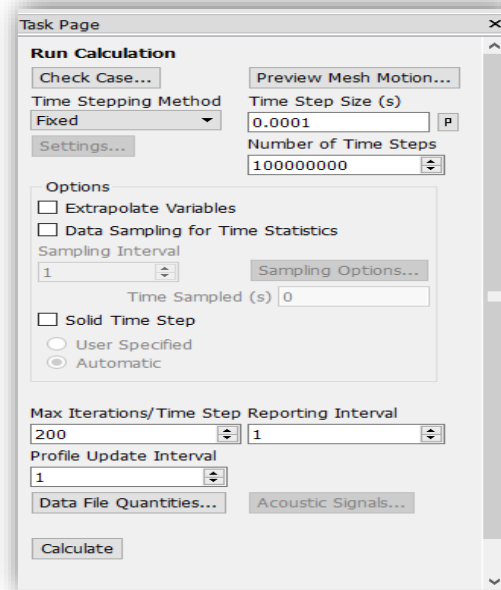 Task Page
Run Calculation
Check Case... Preview Mesh Motion...
Time Stepping Method Time Step Size (s)
Fixed 0.0001 P
Settings... Number of Time Steps
100000000
Options
Extrapolate Variables
Data Sampling for Time Statistics
Sampling Interval
1 Sampling Options...
Time Sampled (s) 0
Solid Time Step
User Specified
Automatic
Max Iterations/Time Step Reporting Interval
200 1
Profile Update Interval
1
Data File Quantities... Acoustic Signals...
Calculate